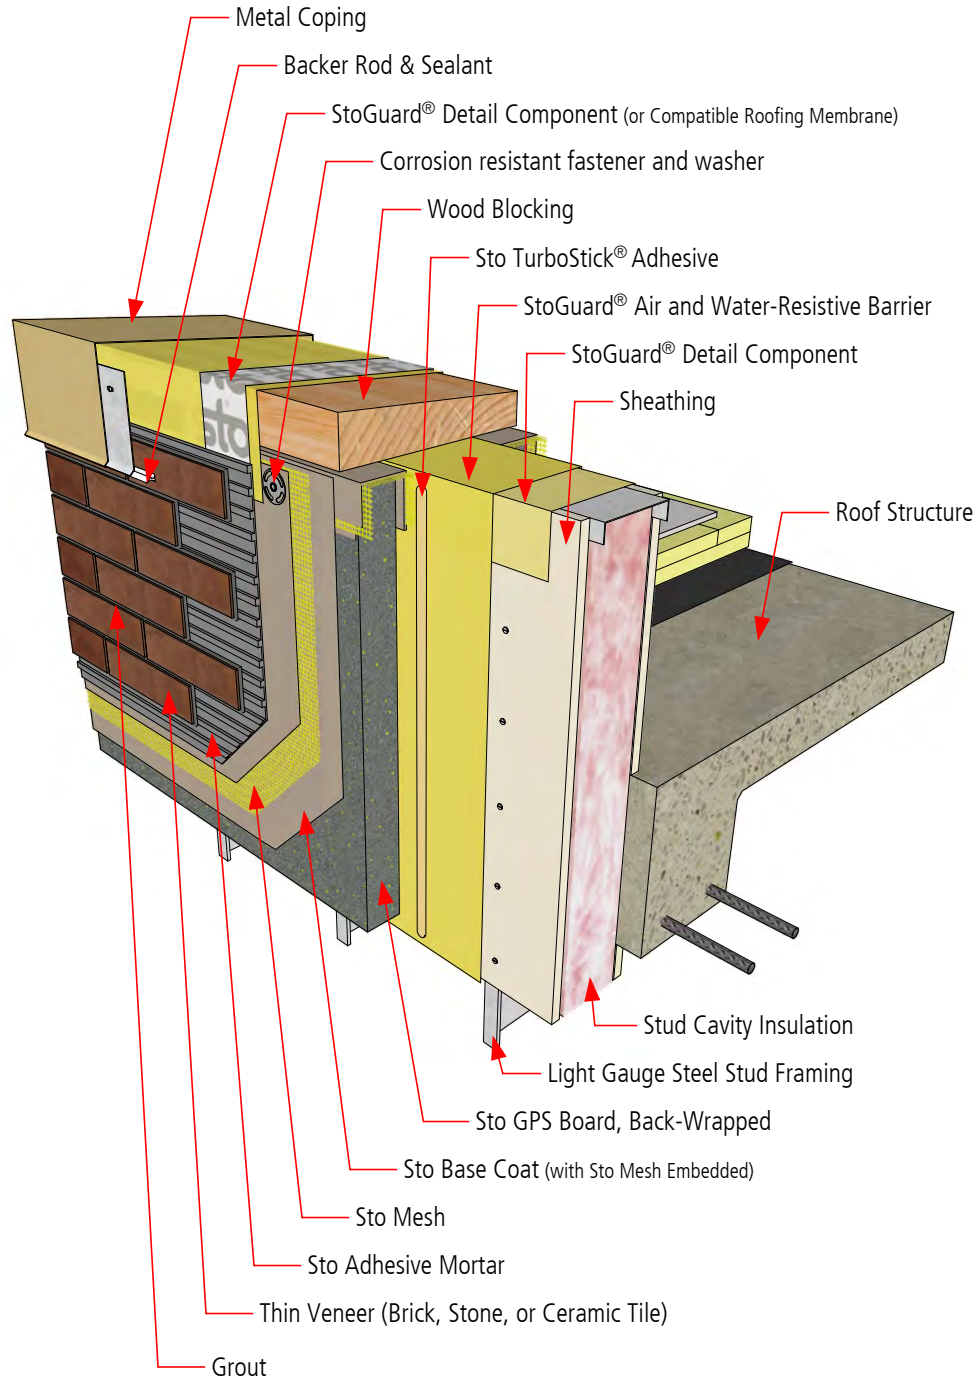 Metal Coping
Backer Rod & Sealant
StoGuard® Detail Component (or Compatible Roofing Membrane)
Corrosion resistant fastener and washer
Wood Blocking
Sto TurboStick® Adhesive
StoGuard® Air and Water-Resistive Barrier
StoGuard® Detail Component
Sheathing
sto
Roof Structure
Stud Cavity Insulation
Light Gauge Steel Stud Framing
Sto GPS Board, Back-Wrapped
Sto Base Coat (with Sto Mesh Embedded)
Sto Mesh
Sto Adhesive Mortar
Thin Veneer (Brick, Stone, or Ceramic Tile)
Grout